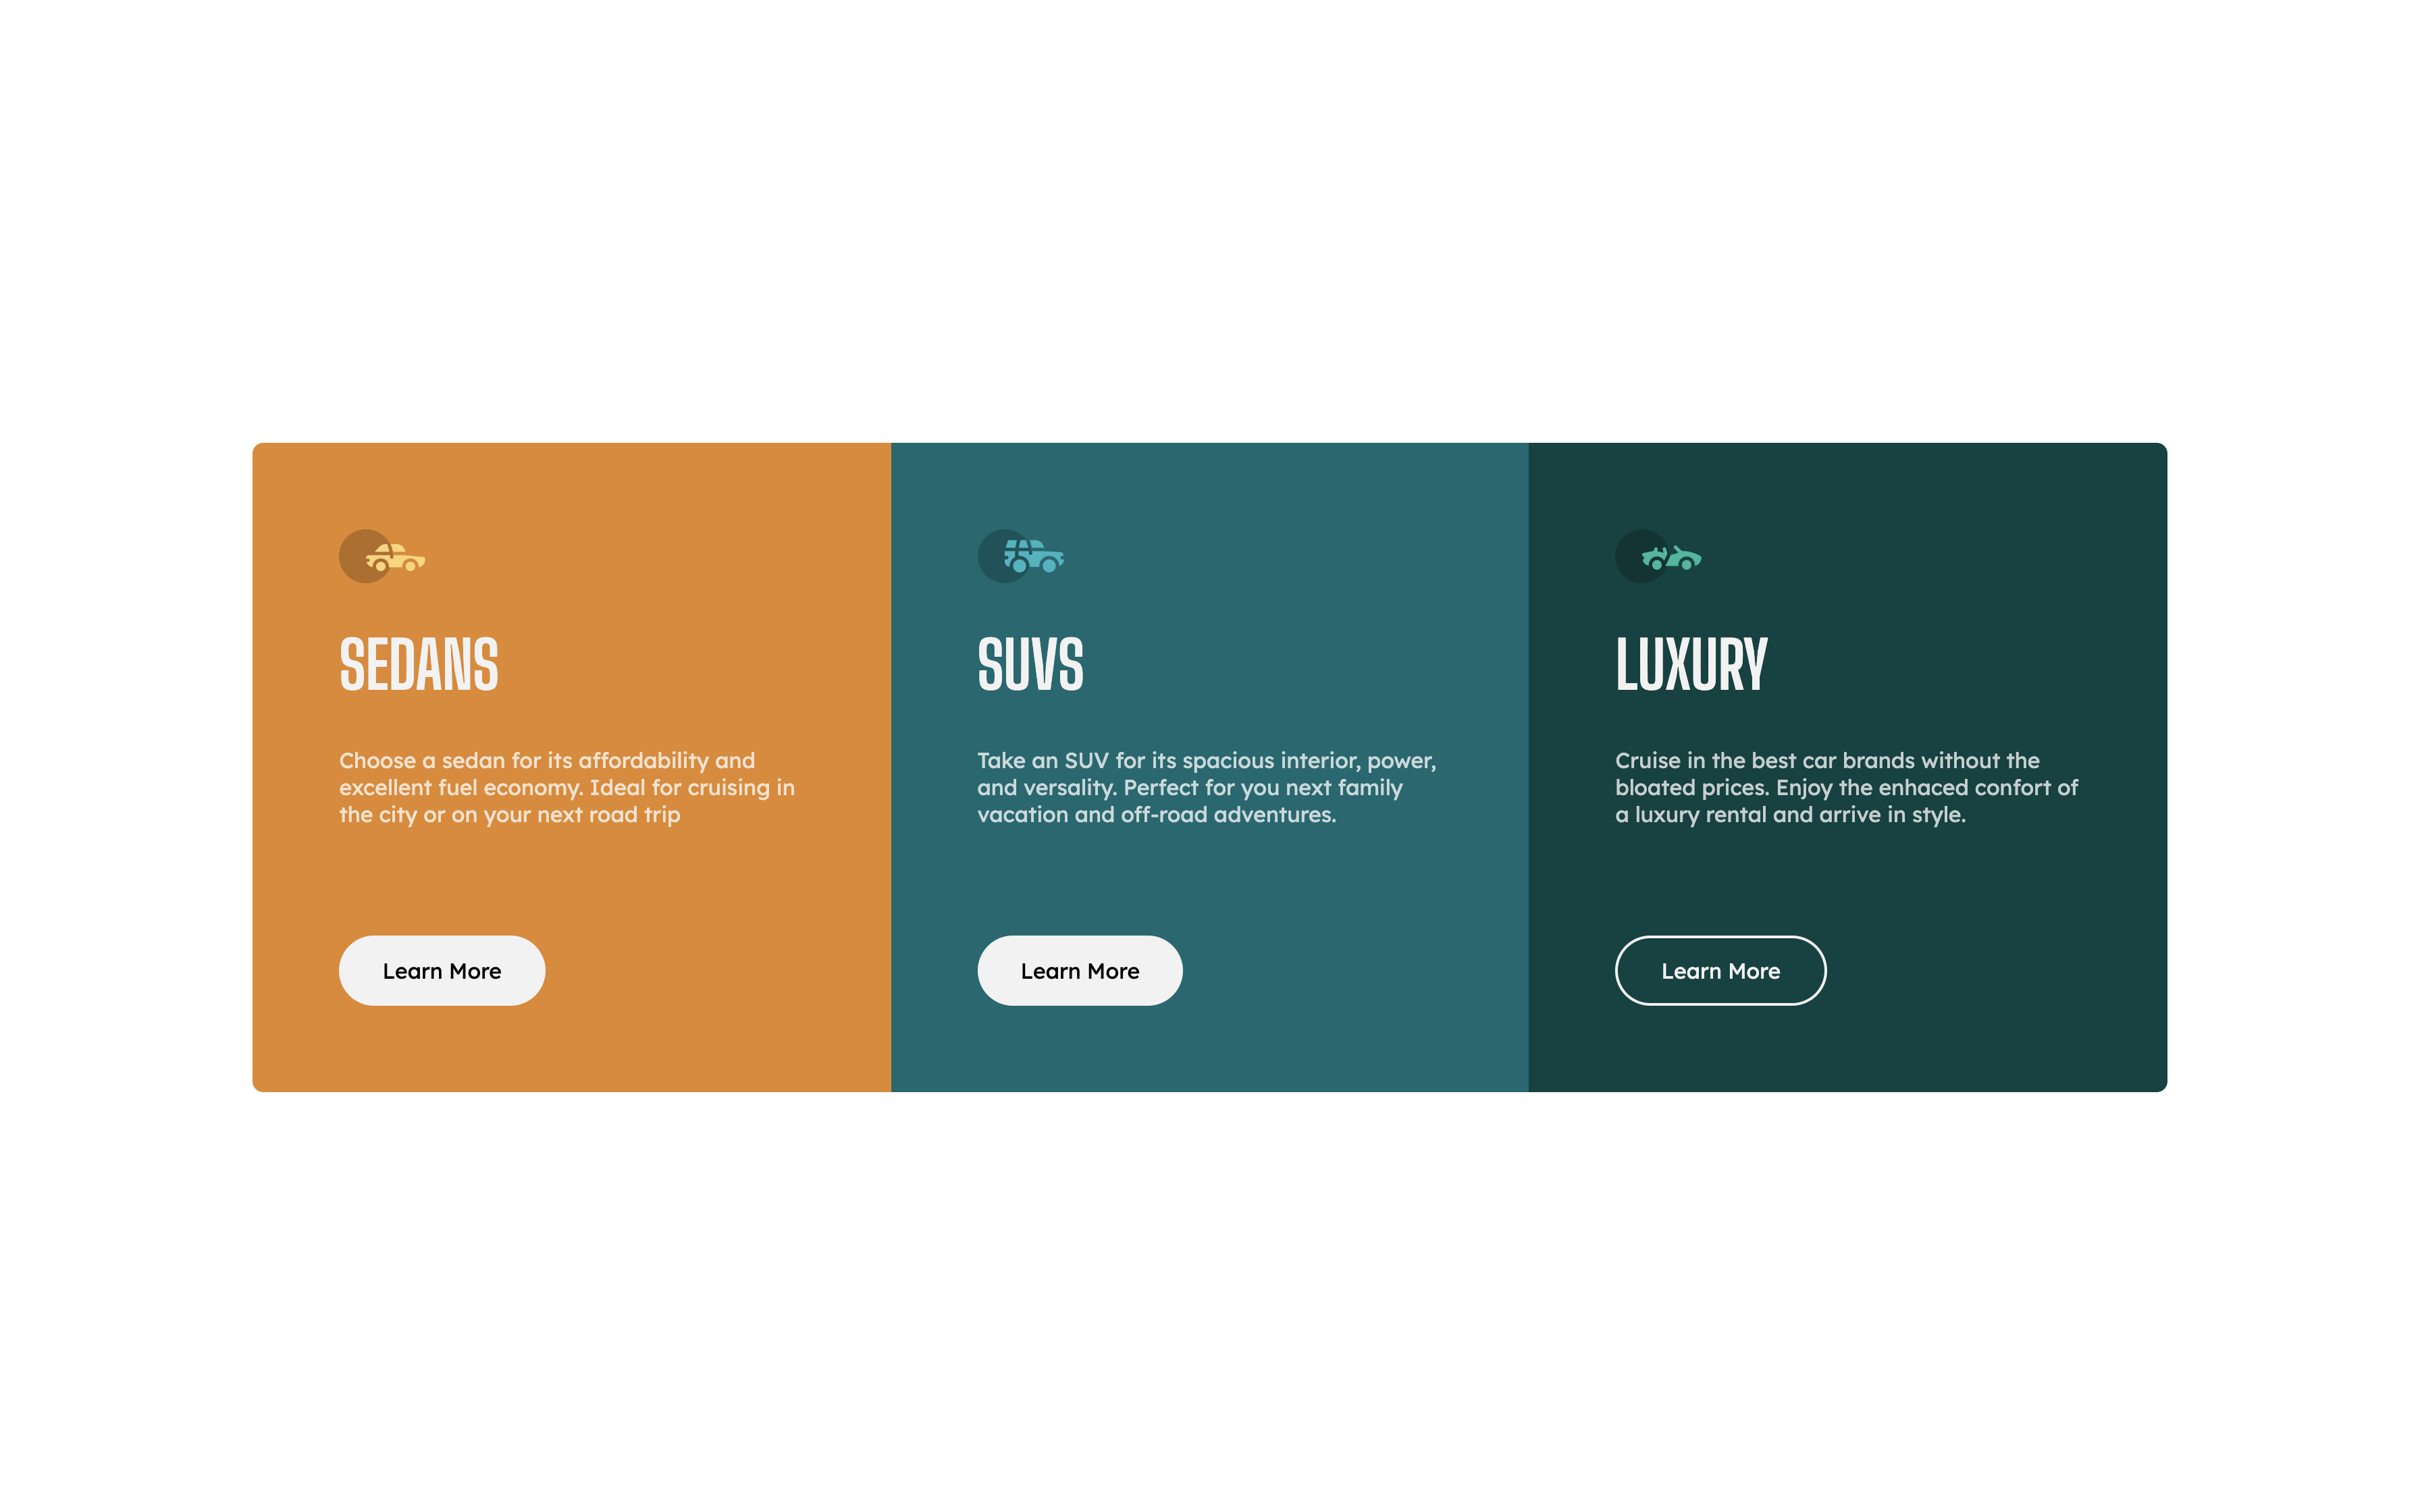 SEDANS
Choose a sedan for its affordability and
excellent fuel economy. Ideal for cruising in
the city or on your next road trip
Learn More
SUVS
Take an SUV for its spacious interior, power,
and versality. Perfect for you next family
vacation and off-road adventures.
Learn More
LUXURY
Cruise in the best car brands without the
bloated prices. Enjoy the enhaced confort of
a luxury rental and arrive in style.
Learn More